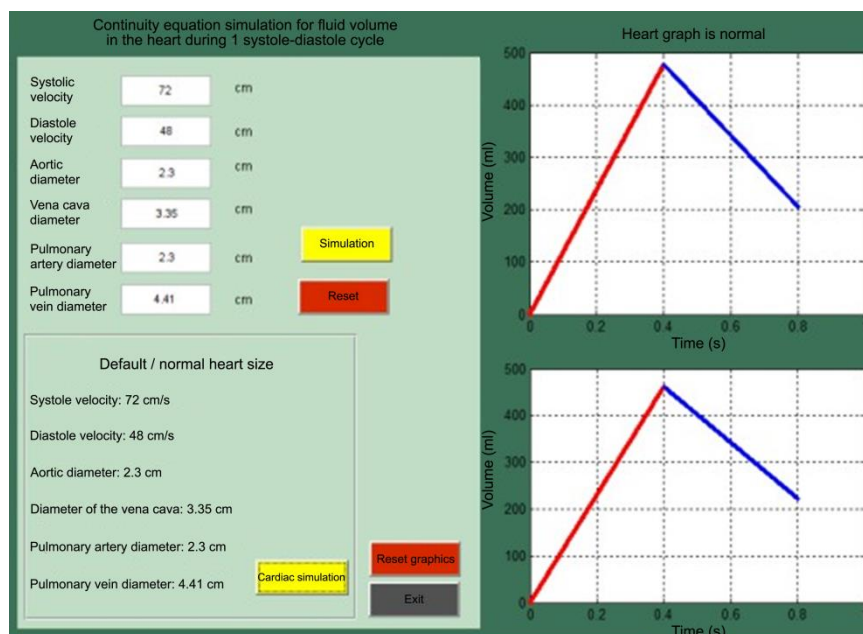 Continuity equation simulation for fluid volume
in the heart during 1 systole-diastole cycle
Systolic
velocity
72
cm
Diastole
velocity
48
cm
Aortic
diameter
2.3
cm
Vena cava
diameter
3.35
cm
Pulmonary
artery diameter
2.3
cm
Pulmonary
vein diameter
4.41
cm
Simulation
Reset
Default / normal heart size
Systole velocity: 72 cm/s
Diastole velocity: 48 cm/s
Aortic diameter: 2.3 cm
Diameter of the vena cava: 3.35 cm
Pulmonary artery diameter: 2.3 cm
Pulmonary vein diameter: 4.41 cm
Cardiac simulation
Reset graphics
Exit
Heart graph is normal
Volume (ml)
500
400
300
200
100
0
0 0.2 0.4 0.6 0.8
Time (s)
Volume (ml)
500
400
300
200
100
0
0 0.2 0.4 0.6 0.8
Time (s)